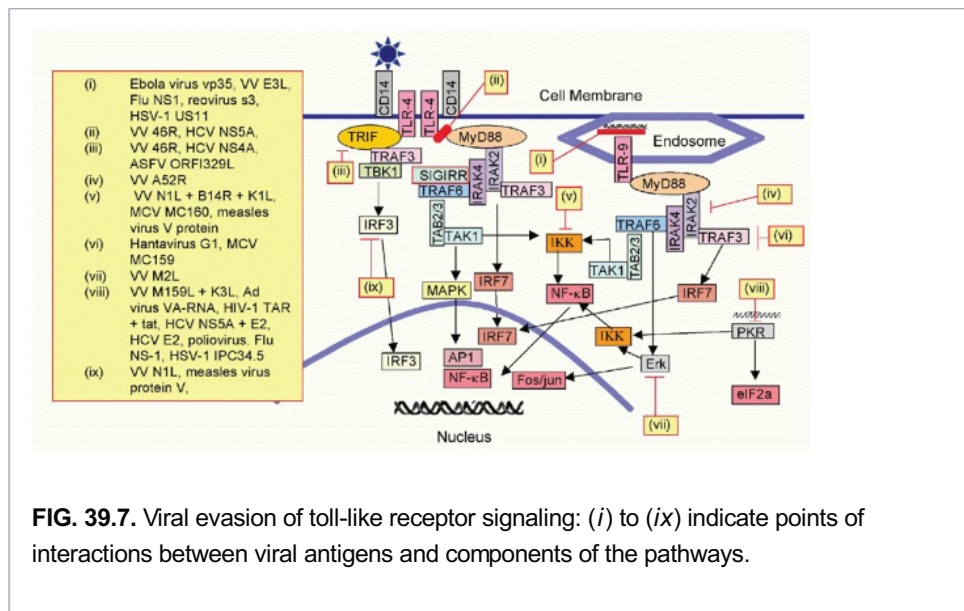 (i) Ebola virus vp35, VV E3L,
Flu NS1, reovirus s3,
HSV-1 US11
(ii) VV 46R, HCV NS5A,
(iii) VV 46R, HCV NS4A,
ASFV ORFI329L
(iv) VV A52R
(v) VV N1L + B14R + K1L,
MCV MC160, measles
virus V protein
(vi) Hantavirus G1, MCV
MC159
(vii) VV M2L
(viii) VV M159L + K3L, Ad
virus VA-RNA, HIV-1 TAR
+ tat, HCV NS5A + E2,
HCV E2, poliovirus. Flu
NS-1, HSV-1 IPC34.5
(ix) VV N1L, measles virus
protein V,
CD14
TLR-4
TLR-4
CD14
(ii)
Cell Membrane
TRIF
MyD88
Endosome
(i)
TLR-9
TRAF3
(iii)
TBK1
SIGIRR
TRAF6
IRAK4
IRAK2
TRAF3
MyD88
(iv)
(v)
TRAF6
IRAK4
IRAK2
TRAF3
(vi)
IRF3
TAB2/3
TAK1
IKK
TAK1
TAB2/3
(ix)
MAPK
IRF7
NF-κB
IRF7
(viii)
IRF7
IKK
PKR
IRF3
AP1
NF-κB
Fos/jun
Erk
eIF2a
(vii)
Nucleus
FIG. 39.7. Viral evasion of toll-like receptor signaling: (i) to (ix) indicate points of
interactions between viral antigens and components of the pathways.